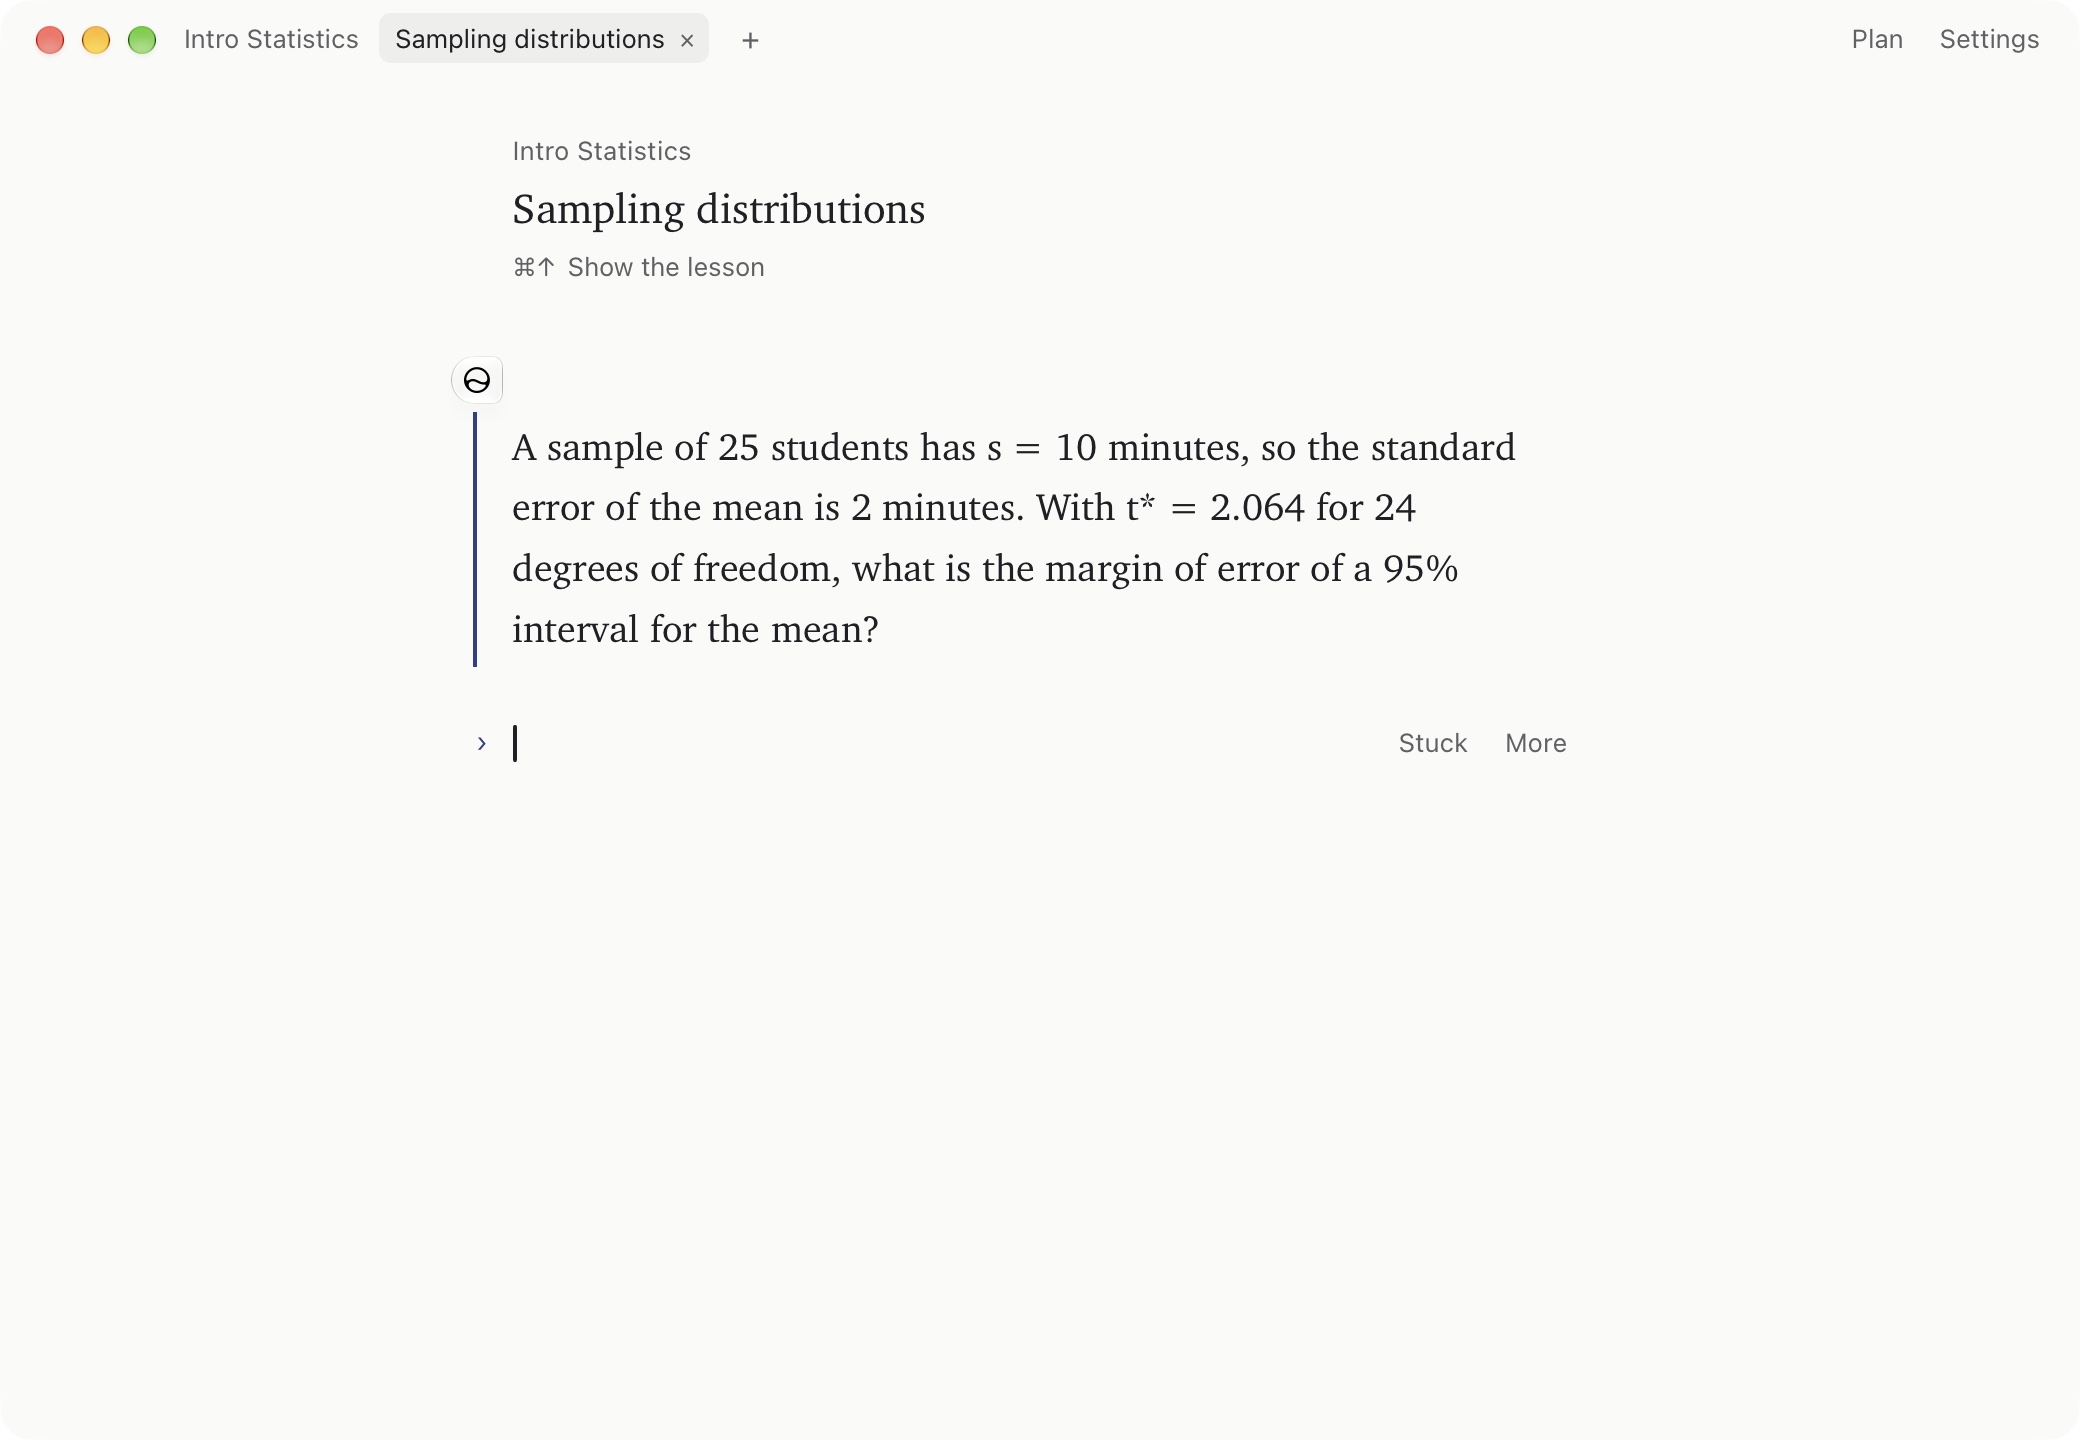 Intro Statistics Sampling distributions × + Plan Settings
Intro Statistics
Sampling distributions
⌘↑ Show the lesson
A sample of 25 students has s = 10 minutes, so the standard
error of the mean is 2 minutes. With t* = 2.064 for 24
degrees of freedom, what is the margin of error of a 95%
interval for the mean?
› Stuck More